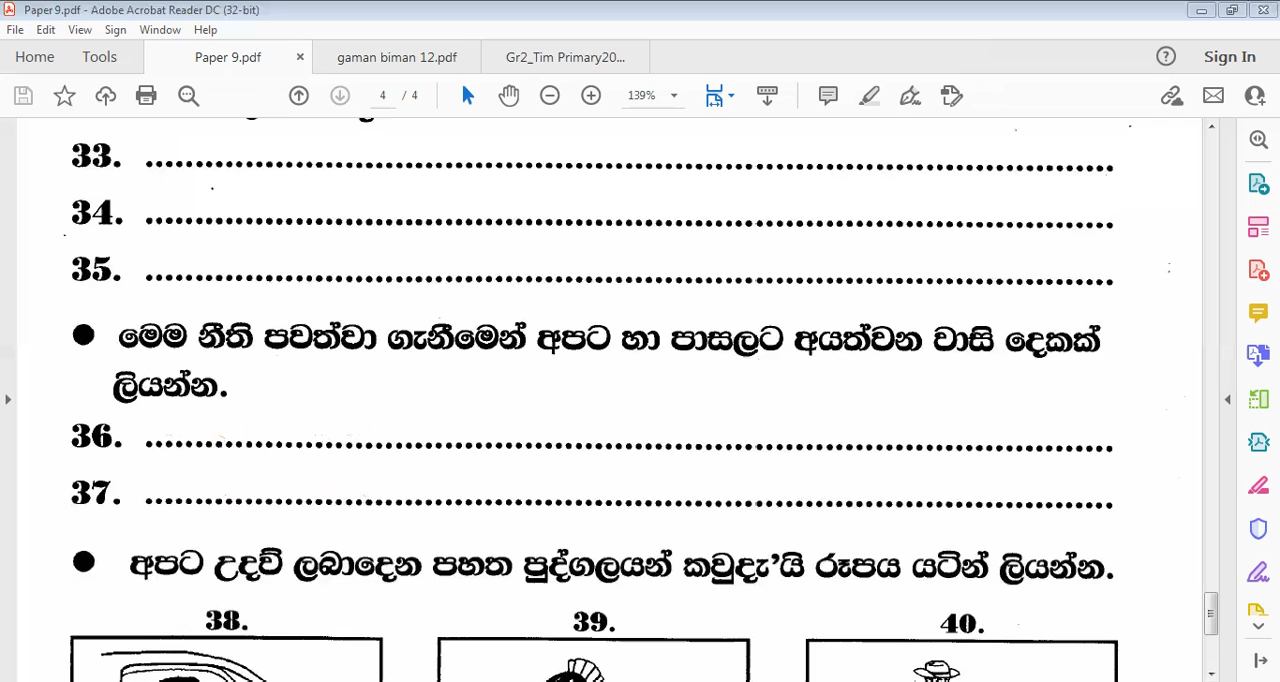 Paper 9.pdf - Adobe Acrobat Reader DC (32-bit)
File Edit View Sign Window Help
Home Tools Paper 9.pdf × gaman biman 12.pdf Gr2_Tim Primary20... ? Sign In
4 / 4 139%
33. ........................................
34. ........................................
35. ........................................
● මෙම නීති පවත්වා ගැනීමෙන් අපට හා පාසලට අයත්වන වාසි දෙකක්
ලියන්න.
36. ........................................
37. ........................................
● අපට උදව් ලබාදෙන පහත පුද්ගලයන් කවුදැ'යි රූපය යටින් ලියන්න.
38. 39. 40.